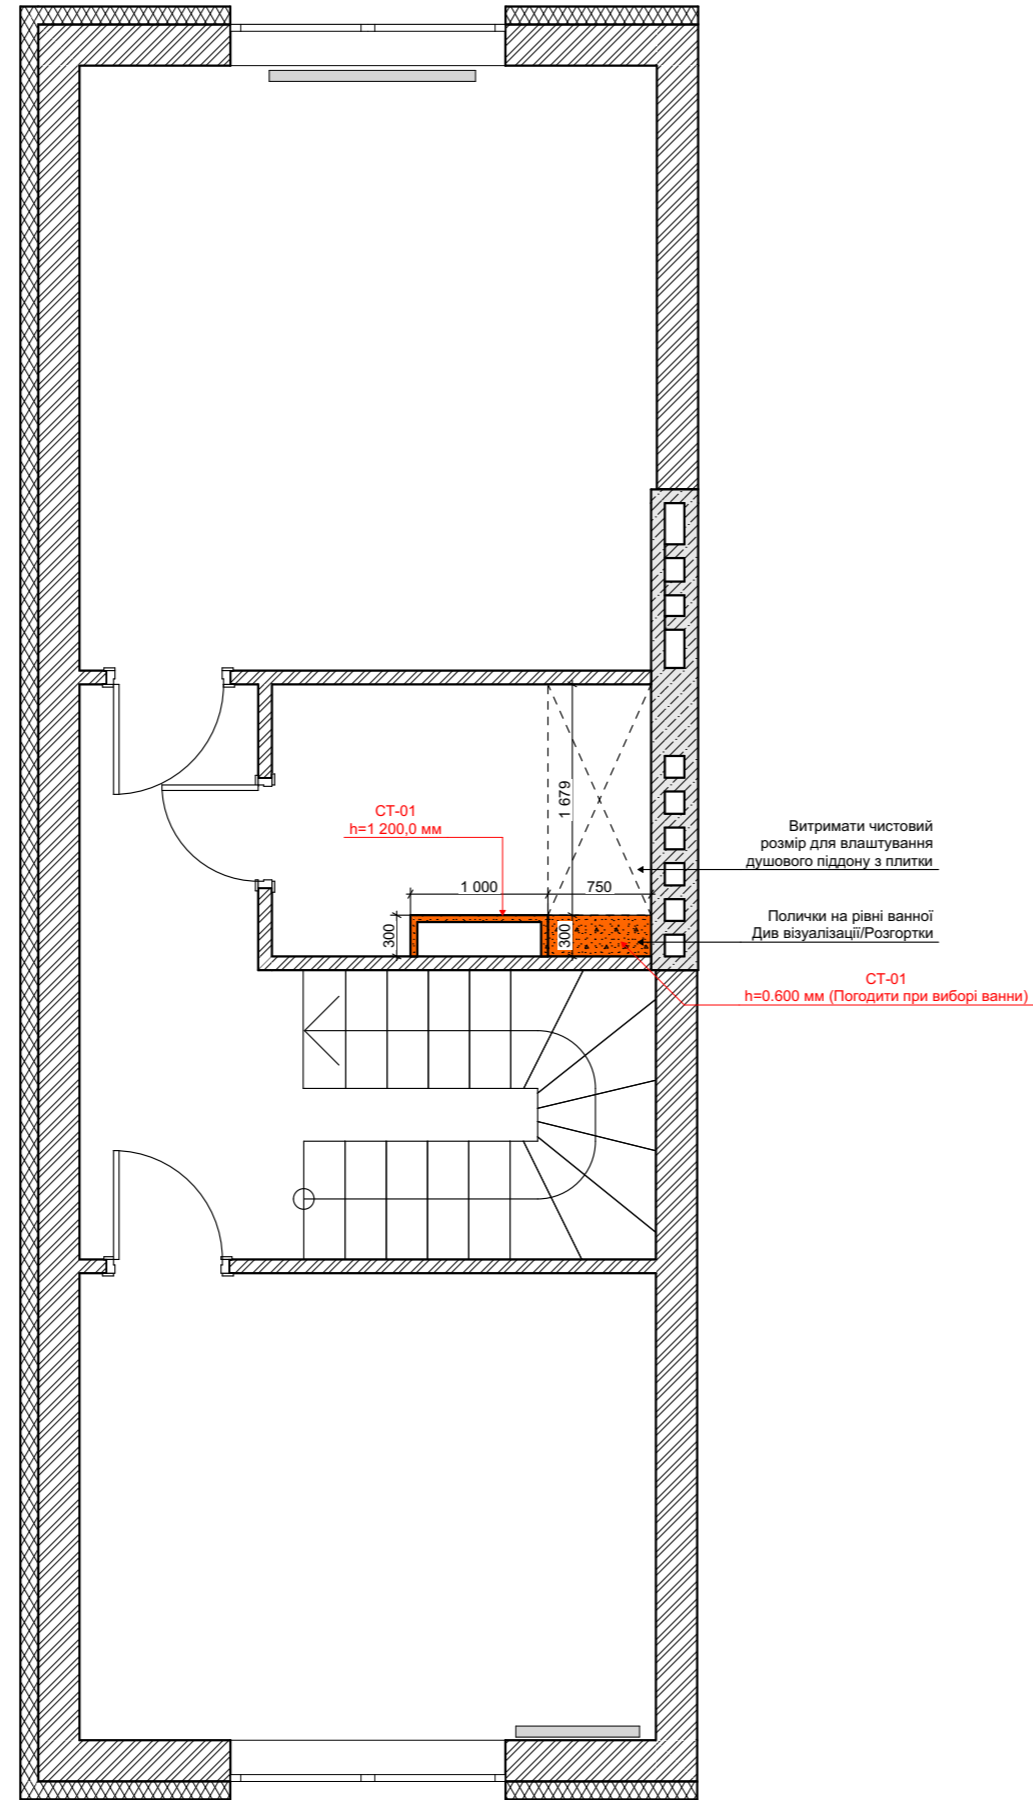 СТ-01
h=1 200,0 мм
1 679
1 000
750
300
300
Витримати чистовий
розмір для влаштування
душового піддону з плитки
Полички на рівні ванної
Див візуалізації/Розгортки
СТ-01
h=0.600 мм (Погодити при виборі ванни)